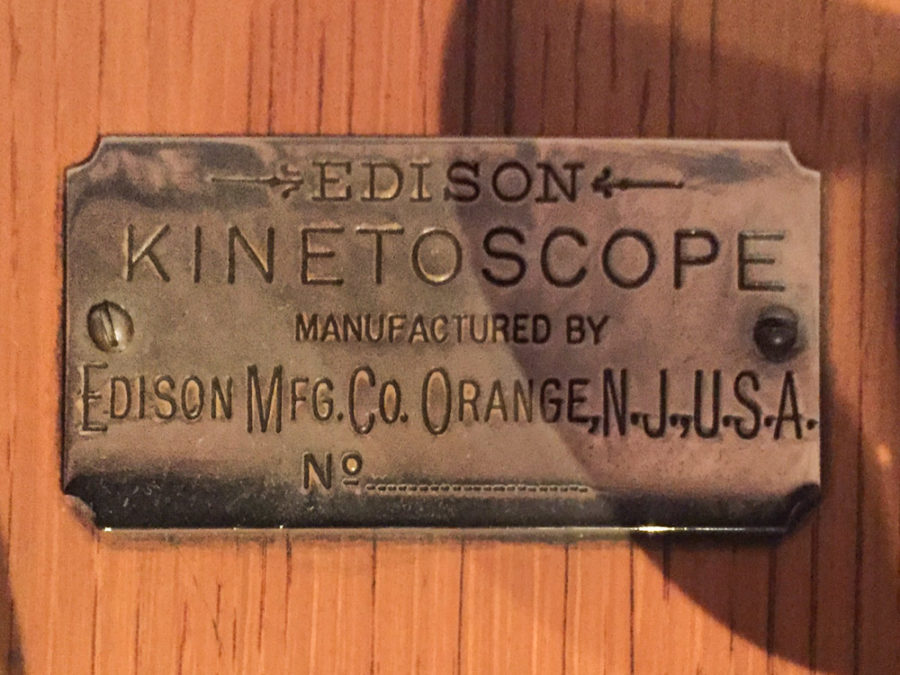 EDISON
KINETOSCOPE
MANUFACTURED BY
EDISON MFG. CO. ORANGE, N.J., U.S.A.
Nº